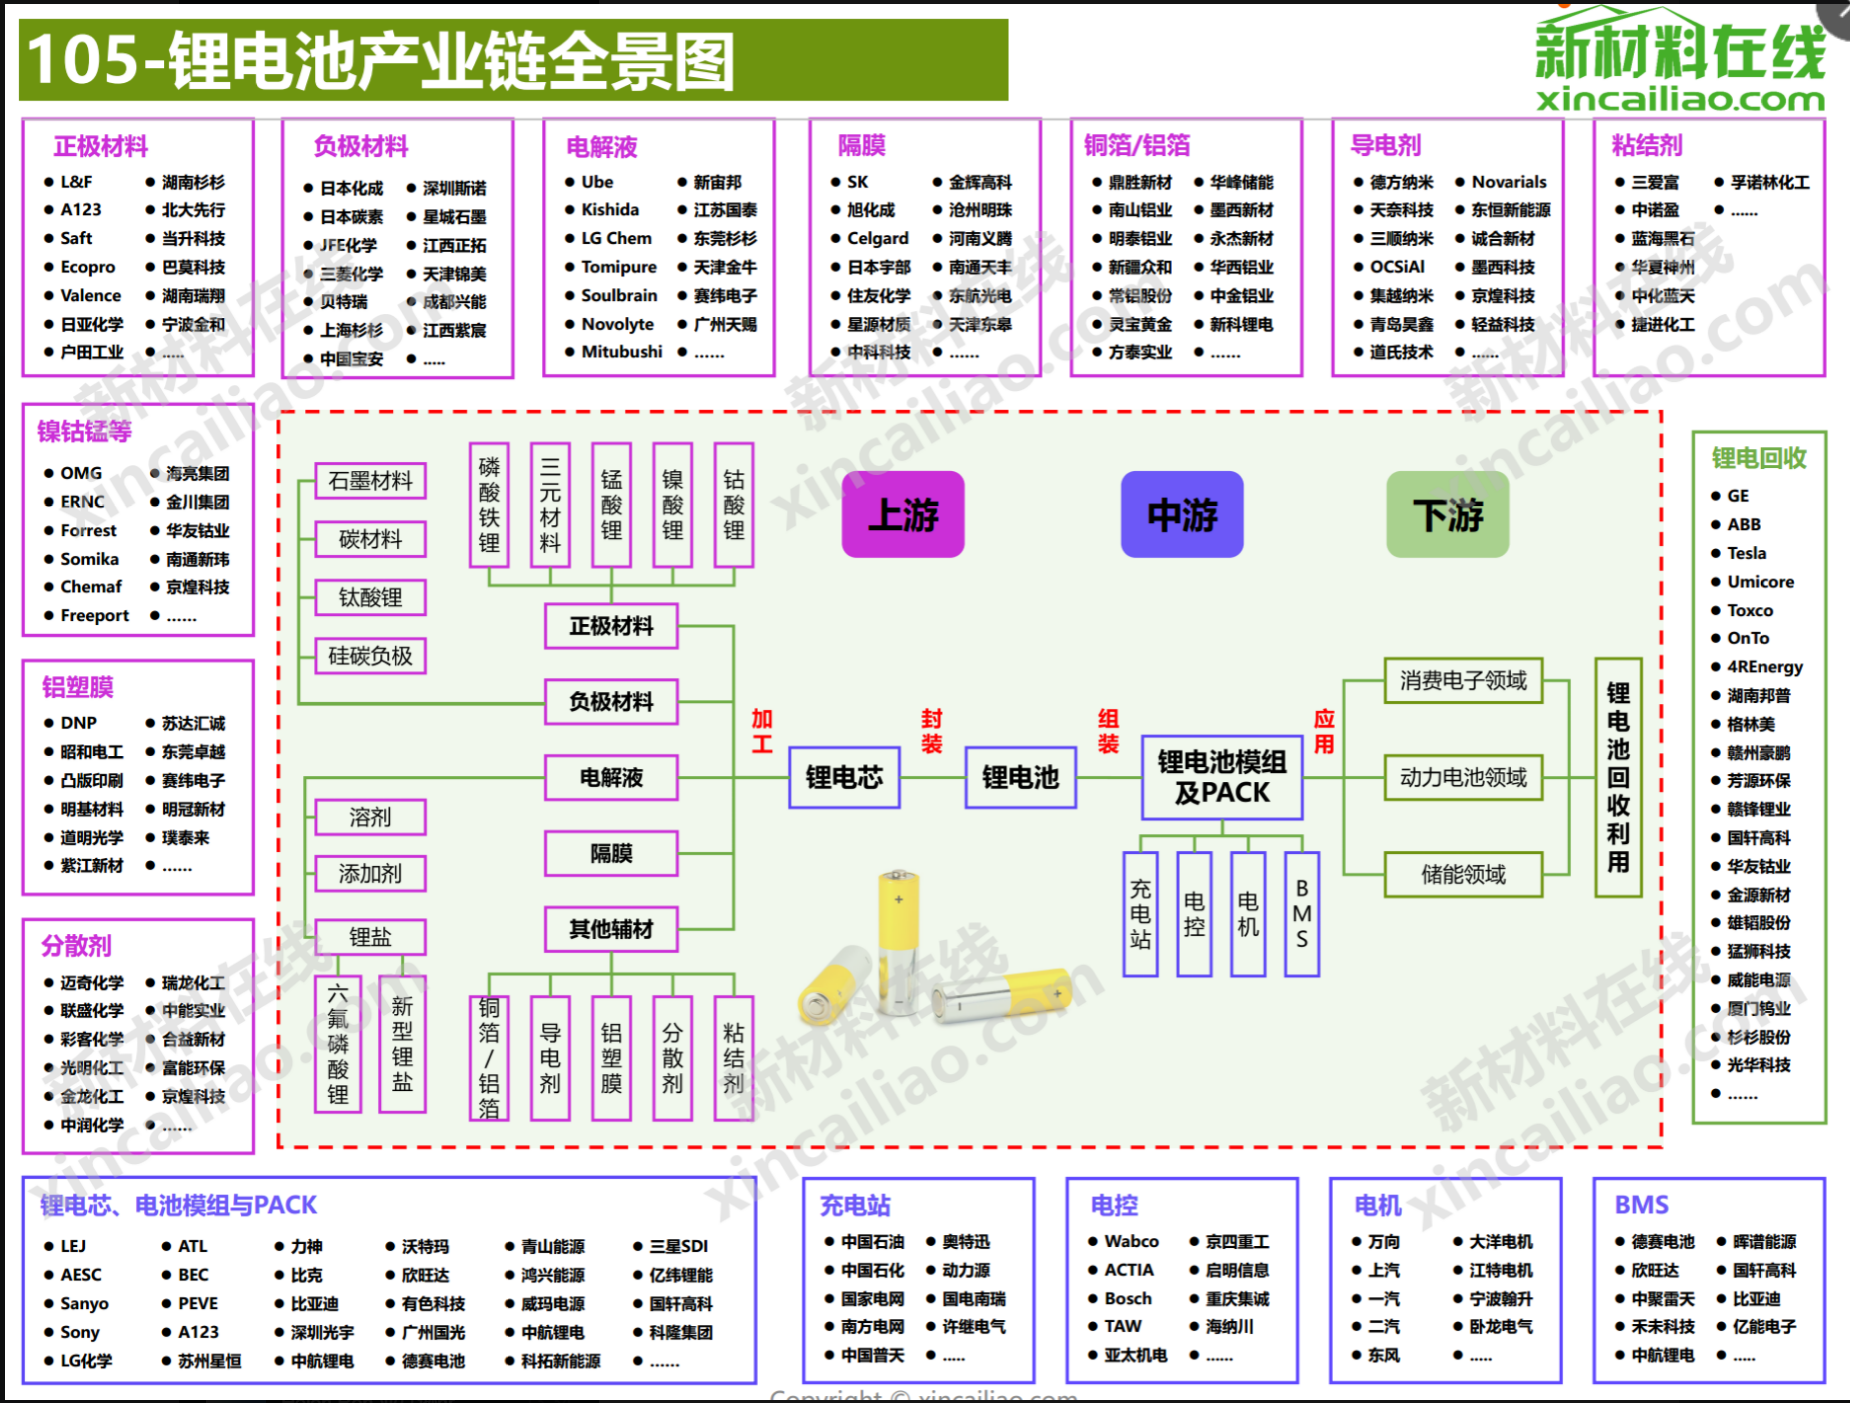 105-锂电池产业链全景图
新材料在线
xincailiao.com
正极材料
● L&F ● 湖南杉杉
● A123 ● 北大先行
● Saft ● 当升科技
● Ecopro ● 巴莫科技
● Valence ● 湖南瑞翔
● 日亚化学 ● 宁波金和
● 户田工业 ● .....
负极材料
● 日本化成 ● 深圳斯诺
● 日本碳素 ● 星城石墨
● JFE化学 ● 江西正拓
● 三菱化学 ● 天津锦美
● 贝特瑞 ● 成都兴能
● 上海杉杉 ● 江西紫宸
● 中国宝安 ● .....
电解液
● Ube ● 新宙邦
● Kishida ● 江苏国泰
● LG Chem ● 东莞杉杉
● Tomipure ● 天津金牛
● Soulbrain ● 赛纬电子
● Novolyte ● 广州天赐
● Mitubushi ● ......
隔膜
● SK ● 金辉高科
● 旭化成 ● 沧州明珠
● Celgard ● 河南义腾
● 日本宇部 ● 南通天丰
● 住友化学 ● 东航光电
● 星源材质 ● 天津东皋
● 中科科技 ● ......
铜箔/铝箔
● 鼎胜新材 ● 华峰储能
● 南山铝业 ● 墨西新材
● 明泰铝业 ● 永杰新材
● 新疆众和 ● 华西铝业
● 常铝股份 ● 中金铝业
● 灵宝黄金 ● 新科锂电
● 方泰实业 ● ......
导电剂
● 德方纳米 ● Novarials
● 天奈科技 ● 东恒新能源
● 三顺纳米 ● 诚合新材
● OCSiAl ● 墨西科技
● 集越纳米 ● 京煌科技
● 青岛昊鑫 ● 轻益科技
● 道氏技术 ● ......
粘结剂
● 三爱富 ● 孚诺林化工
● 中诺盈 ● ......
● 蓝海黑石
● 华夏神州
● 中化蓝天
● 捷进化工
镍钴锰等
● OMG ● 海亮集团
● ERNC ● 金川集团
● Forrest ● 华友钴业
● Somika ● 南通新玮
● Chemaf ● 京煌科技
● Freeport ● ......
铝塑膜
● DNP ● 苏达汇诚
● 昭和电工 ● 东莞卓越
● 凸版印刷 ● 赛纬电子
● 明基材料 ● 明冠新材
● 道明光学 ● 璞泰来
● 紫江新材 ● ......
分散剂
● 迈奇化学 ● 瑞龙化工
● 联盛化学 ● 中能实业
● 彩客化学 ● 合益新材
● 光明化工 ● 富能环保
● 金龙化工 ● 京煌科技
● 中润化学 ● ......
石墨材料
碳材料
钛酸锂
硅碳负极
磷酸铁锂
三元材料
锰酸锂
镍酸锂
钴酸锂
上游
中游
下游
正极材料
负极材料
电解液
隔膜
其他辅材
溶剂
添加剂
锂盐
六氟磷酸锂
新型锂盐
铜箔/铝箔
导电剂
铝塑膜
分散剂
粘结剂
加工
锂电芯
封装
锂电池
组装
锂电池模组
及PACK
应用
充电站
电控
电机
BMS
消费电子领域
动力电池领域
储能领域
锂电池回收利用
锂电回收
● GE
● ABB
● Tesla
● Umicore
● Toxco
● OnTo
● 4REnergy
● 湖南邦普
● 格林美
● 赣州豪鹏
● 芳源环保
● 赣锋锂业
● 国轩高科
● 华友钴业
● 金源新材
● 雄韬股份
● 猛狮科技
● 威能电源
● 厦门钨业
● 杉杉股份
● 光华科技
● ......
锂电芯、电池模组与PACK
● LEJ ● ATL ● 力神 ● 沃特玛 ● 青山能源 ● 三星SDI
● AESC ● BEC ● 比克 ● 欣旺达 ● 鸿兴能源 ● 亿纬锂能
● Sanyo ● PEVE ● 比亚迪 ● 有色科技 ● 威玛电源 ● 国轩高科
● Sony ● A123 ● 深圳光宇 ● 广州国光 ● 中航锂电 ● 科隆集团
● LG化学 ● 苏州星恒 ● 中航锂电 ● 德赛电池 ● 科拓新能源 ● ......
充电站
● 中国石油 ● 奥特迅
● 中国石化 ● 动力源
● 国家电网 ● 国电南瑞
● 南方电网 ● 许继电气
● 中国普天 ● .....
电控
● Wabco ● 京四重工
● ACTIA ● 启明信息
● Bosch ● 重庆集诚
● TAW ● 海纳川
● 亚太机电 ● ......
电机
● 万向 ● 大洋电机
● 上汽 ● 江特电机
● 一汽 ● 宁波翰升
● 二汽 ● 卧龙电气
● 东风 ● .....
BMS
● 德赛电池 ● 晖谱能源
● 欣旺达 ● 国轩高科
● 中聚雷天 ● 比亚迪
● 禾未科技 ● 亿能电子
● 中航锂电 ● .....
Copyright © xincailiao.com